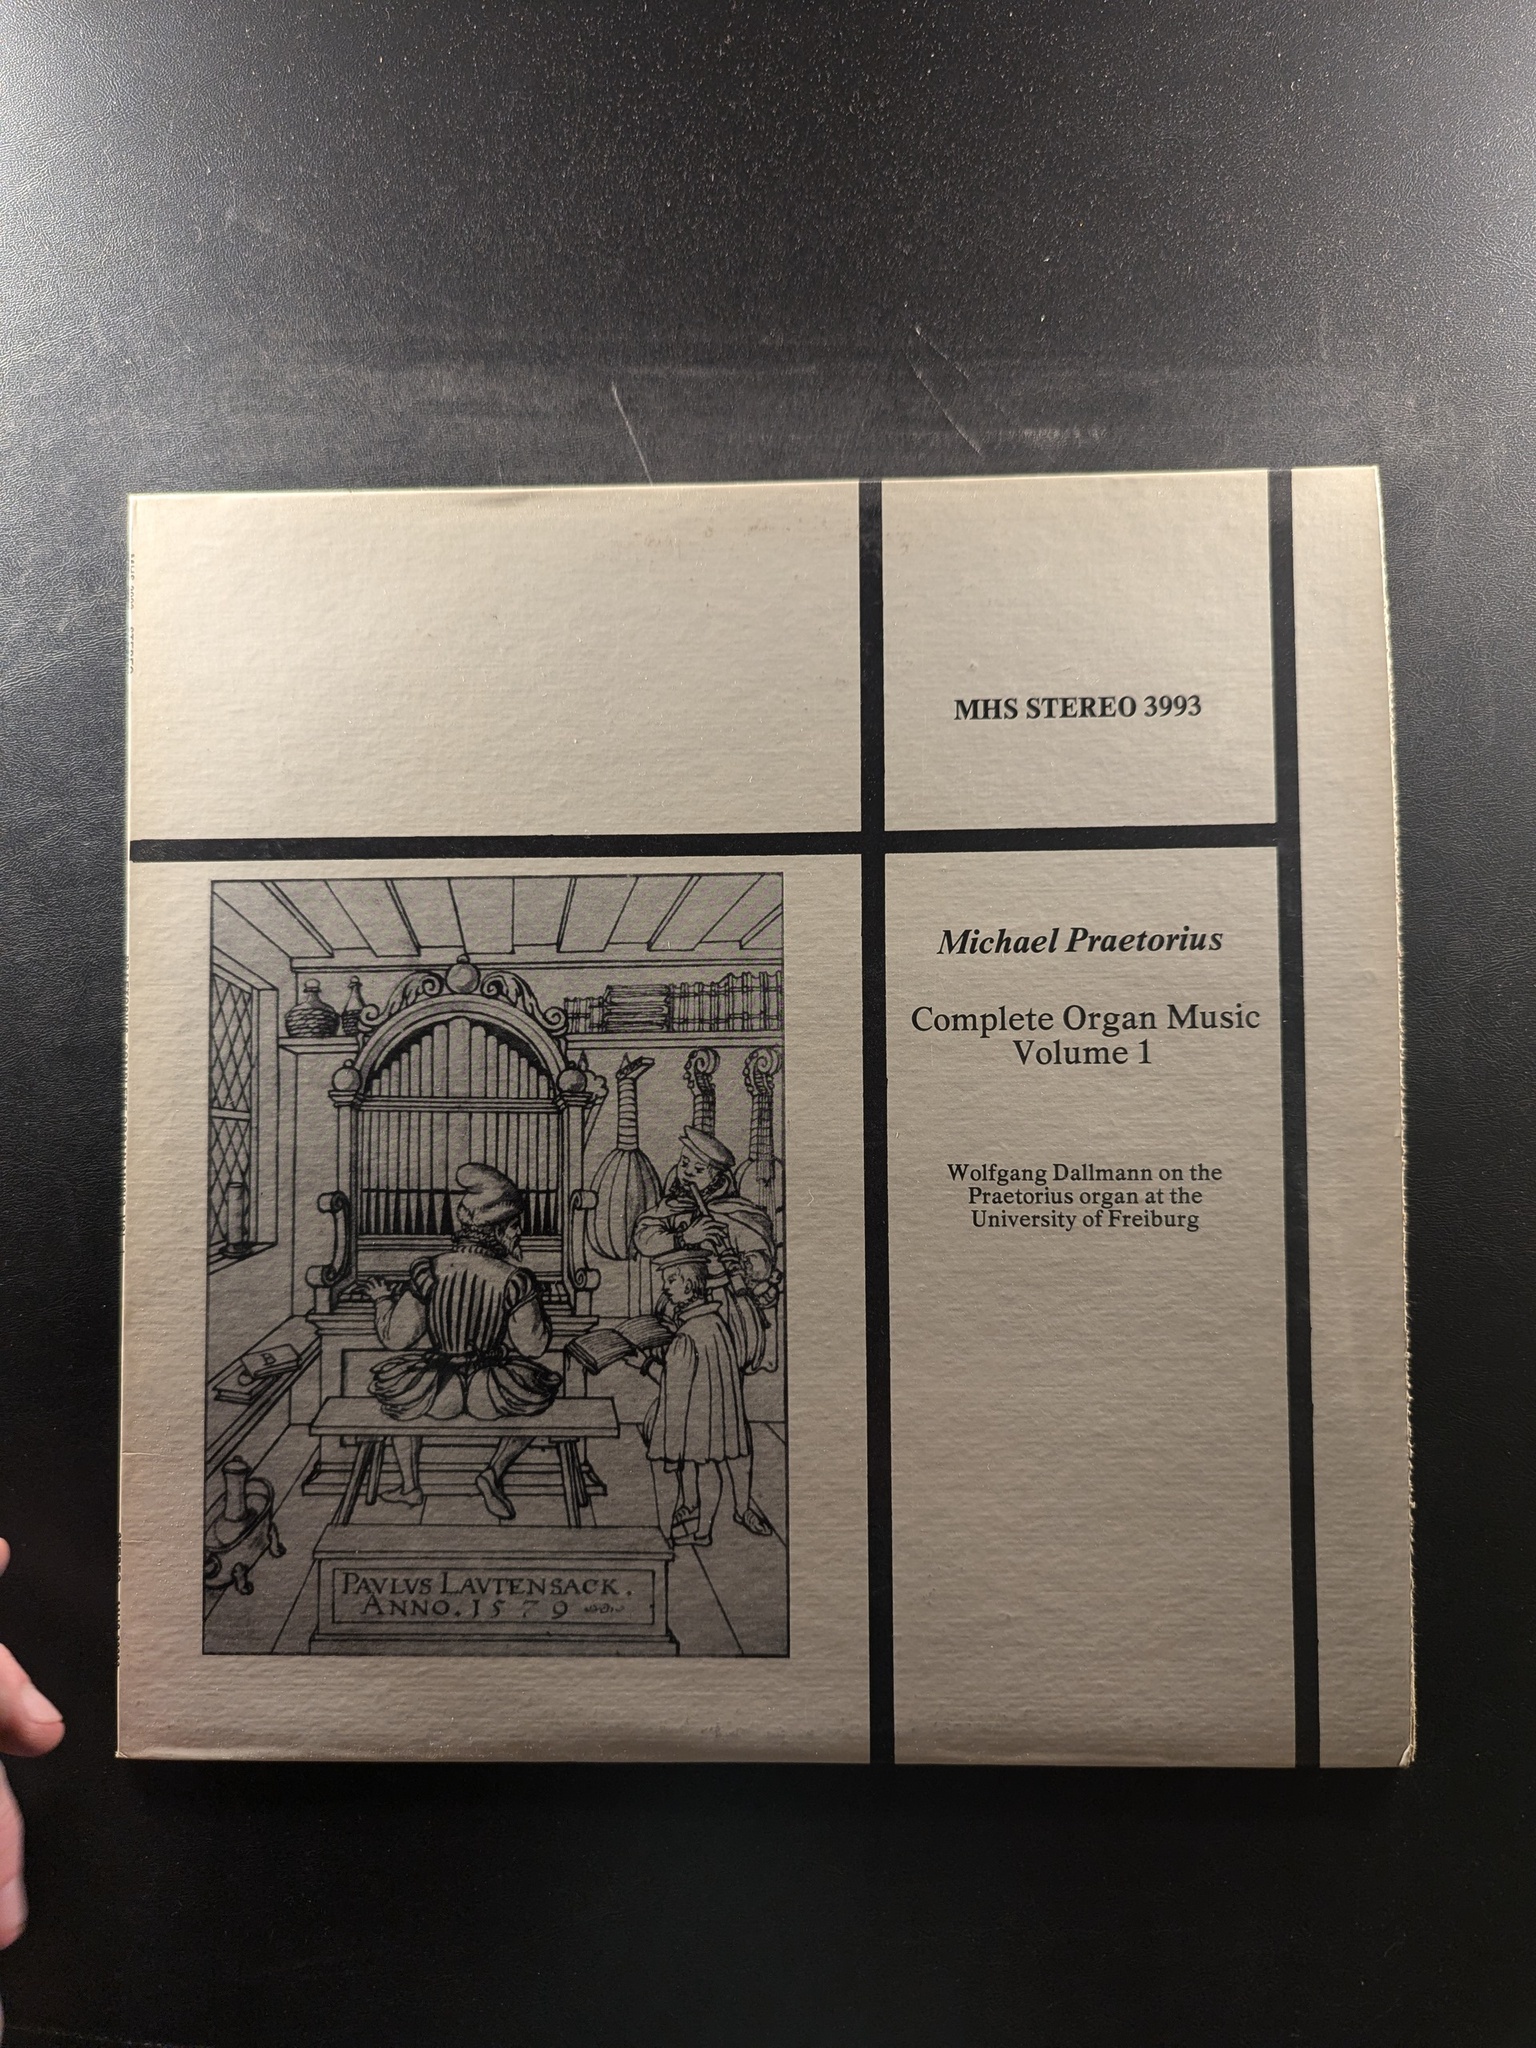 MHS STEREO 3993
Michael Praetorius
Complete Organ Music
Volume 1
Wolfgang Dallmann on the
Praetorius organ at the
University of Freiburg
PAVLVS LAVTENSACK.
ANNO. 1579
B